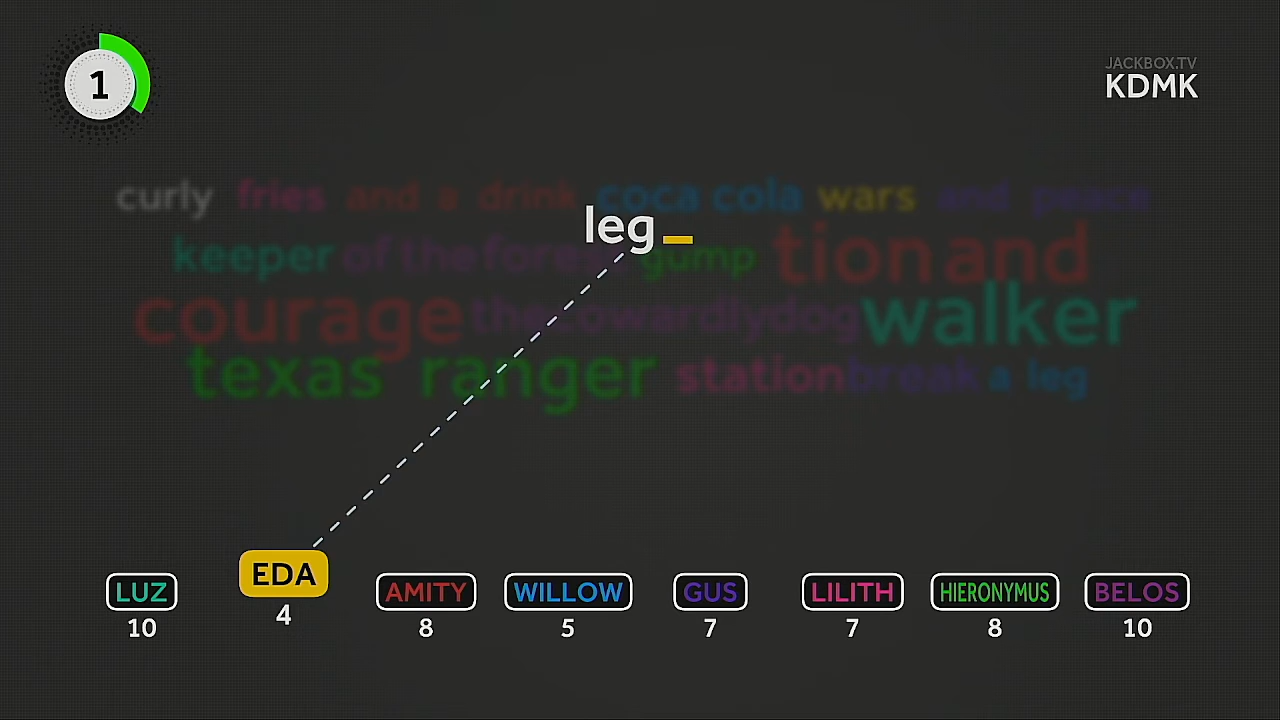 1
JACKBOX.TV
KDMK
curly fries and a drink coca cola wars and peace
leg_
keeper of the forest gump tion and
courage the cowardly dog walker
texas ranger station break a leg
EDA
LUZ AMITY WILLOW GUS LILITH HIERONYMUS BELOS
4
10 8 5 7 7 8 10